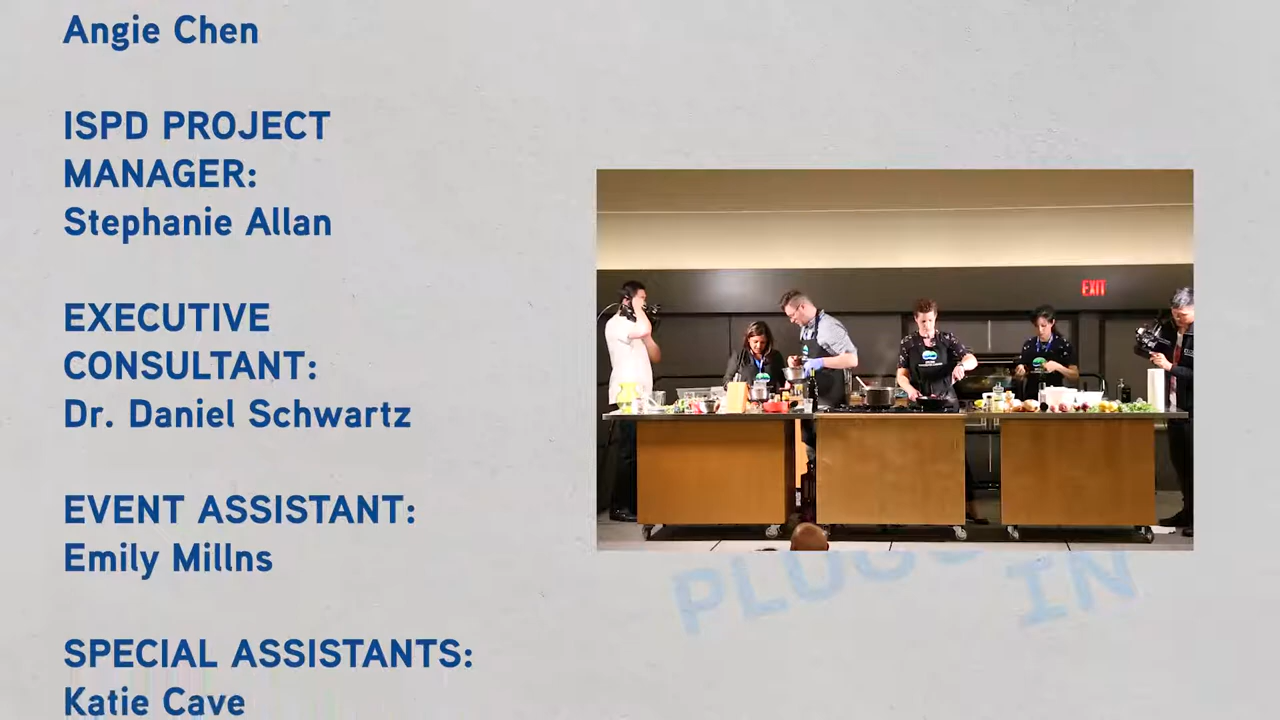 Angie Chen
ISPD PROJECT
MANAGER:
Stephanie Allan
EXECUTIVE
CONSULTANT:
Dr. Daniel Schwartz
EVENT ASSISTANT:
Emily Millns
SPECIAL ASSISTANTS:
Katie Cave
EXIT
IN